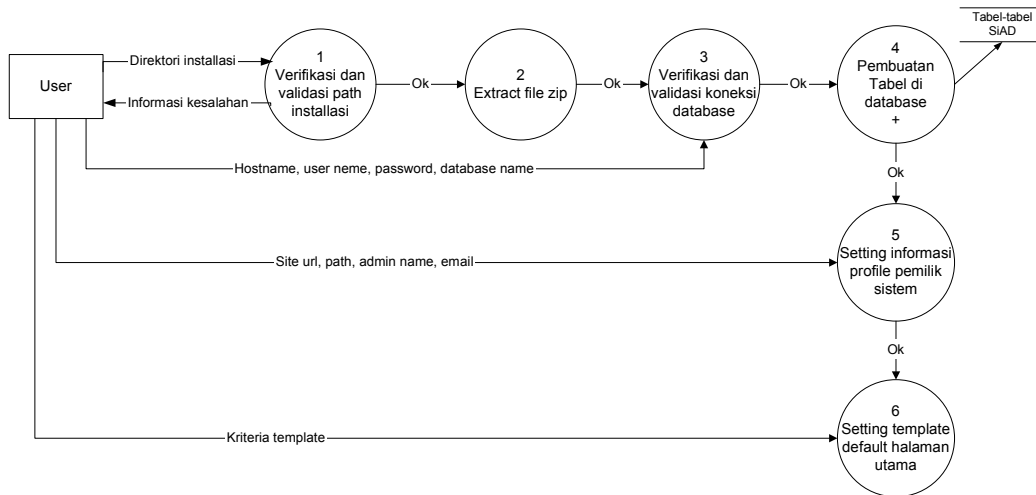 Tabel-tabel
SiAD
User
Direktori installasi
Informasi kesalahan
1
Verifikasi dan
validasi path
installasi
Ok
2
Extract file zip
Ok
3
Verifikasi dan
validasi koneksi
database
Ok
4
Pembuatan
Tabel di
database
+
Hostname, user neme, password, database name
Ok
5
Setting informasi
profile pemilik
sistem
Site url, path, admin name, email
Ok
6
Setting template
default halaman
utama
Kriteria template